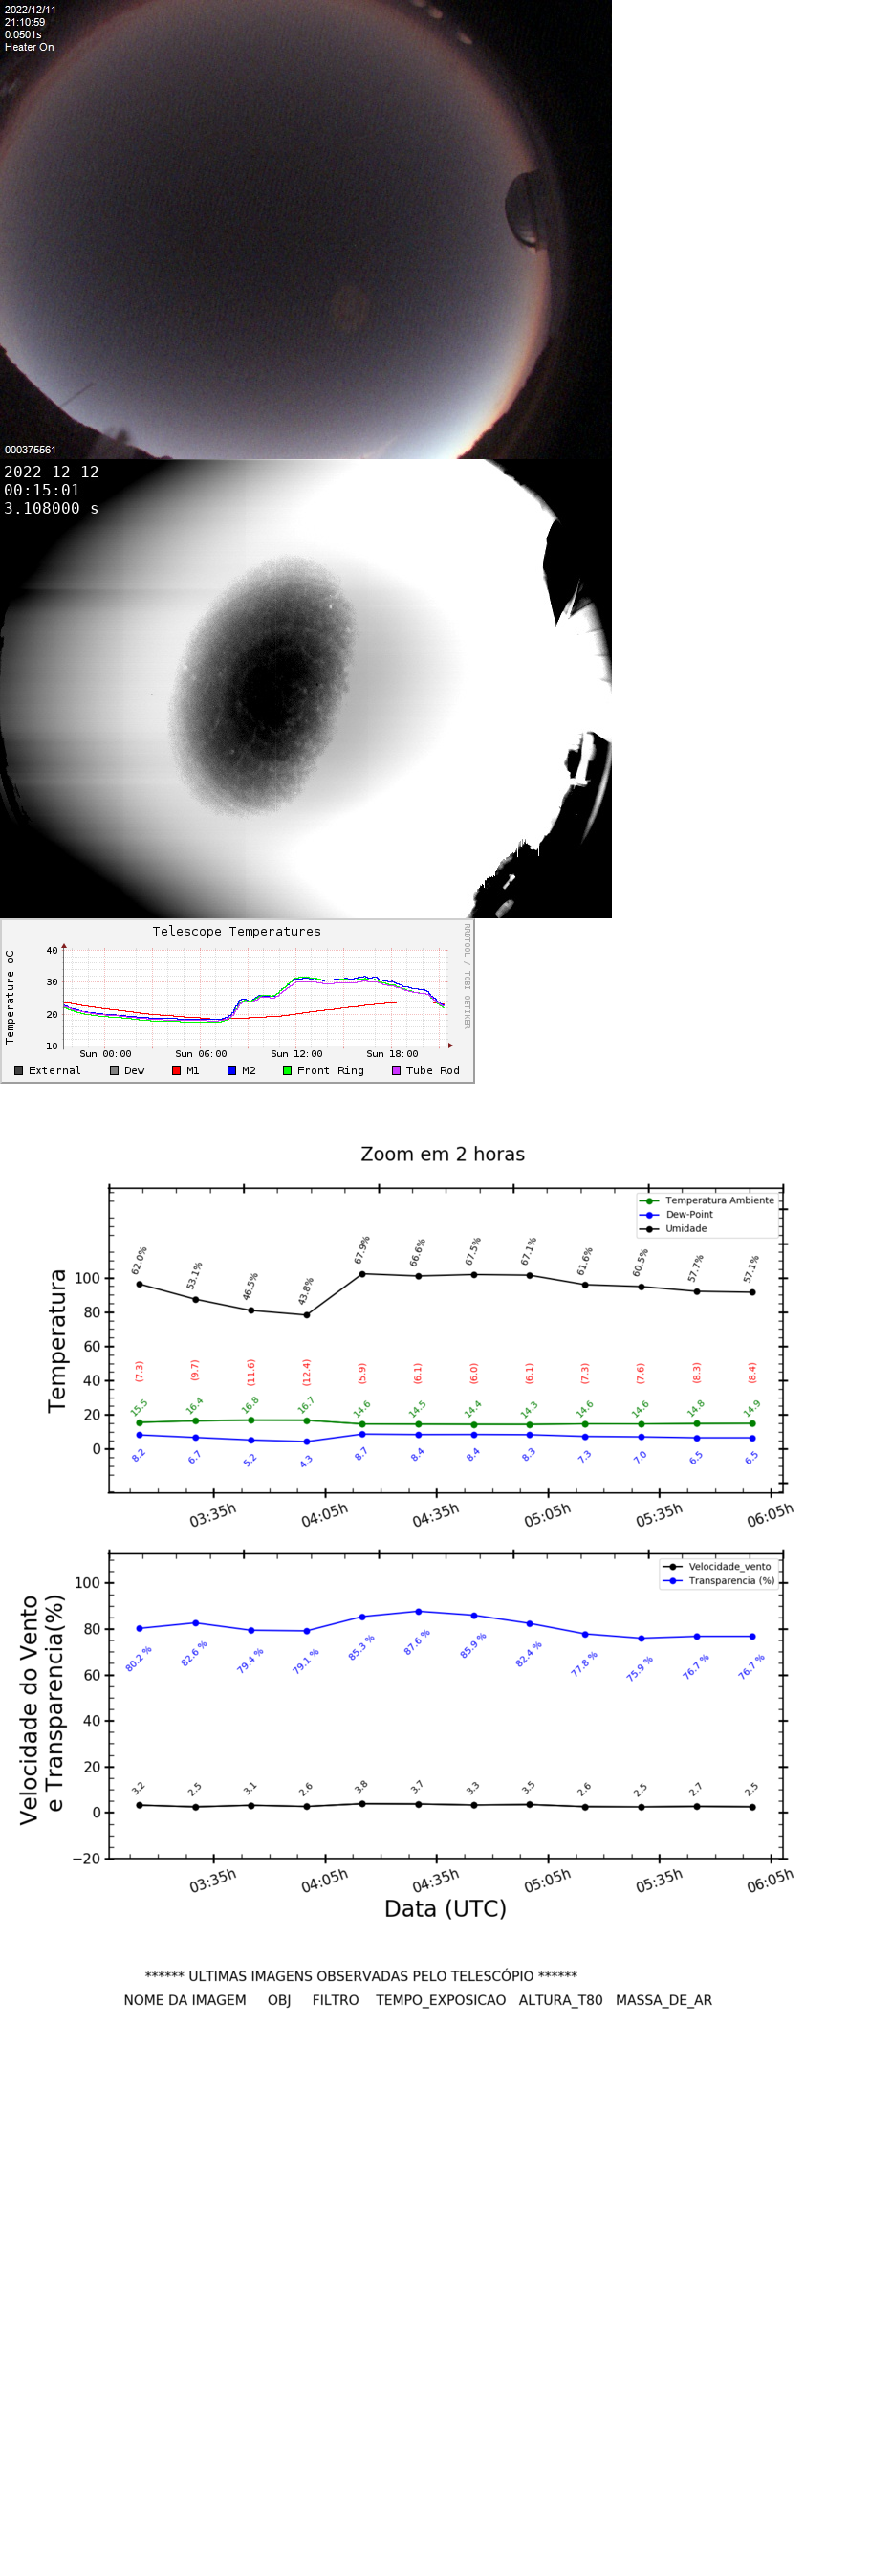 2022/12/11
21:10:59
0.0501s
Heater On
000375561
2022-12-12
00:15:01
3.108000 s
Telescope Temperatures
RRDTOOL / TOBI OETIKER
Temperature oC
40
30
20
10
Sun 00:00 Sun 06:00 Sun 12:00 Sun 18:00
External Dew M1 M2 Front Ring Tube Rod
Zoom em 2 horas
Temperatura Ambiente
Dew-Point
Umidade
Temperatura
100
80
60
40
20
0
62.0% 53.1% 46.5% 43.8% 67.9% 66.6% 67.5% 67.1% 61.6% 60.5% 57.7% 57.1%
(7.3) (9.7) (11.6) (12.4) (5.9) (6.1) (6.0) (6.1) (7.3) (7.6) (8.3) (8.4)
15.5 16.4 16.8 16.7 14.6 14.5 14.4 14.3 14.6 14.6 14.8 14.9
8.2 6.7 5.2 4.3 8.7 8.4 8.4 8.3 7.3 7.0 6.5 6.5
03:35h 04:05h 04:35h 05:05h 05:35h 06:05h
Velocidade_vento
Transparencia (%)
Velocidade do Vento
e Transparencia(%)
100
80
60
40
20
0
−20
80.2 % 82.6 % 79.4 % 79.1 % 85.3 % 87.6 % 85.9 % 82.4 % 77.8 % 75.9 % 76.7 % 76.7 %
3.2 2.5 3.1 2.6 3.8 3.7 3.3 3.5 2.6 2.5 2.7 2.5
03:35h 04:05h 04:35h 05:05h 05:35h 06:05h
Data (UTC)
****** ULTIMAS IMAGENS OBSERVADAS PELO TELESCÓPIO ******
NOME DA IMAGEM OBJ FILTRO TEMPO_EXPOSICAO ALTURA_T80 MASSA_DE_AR